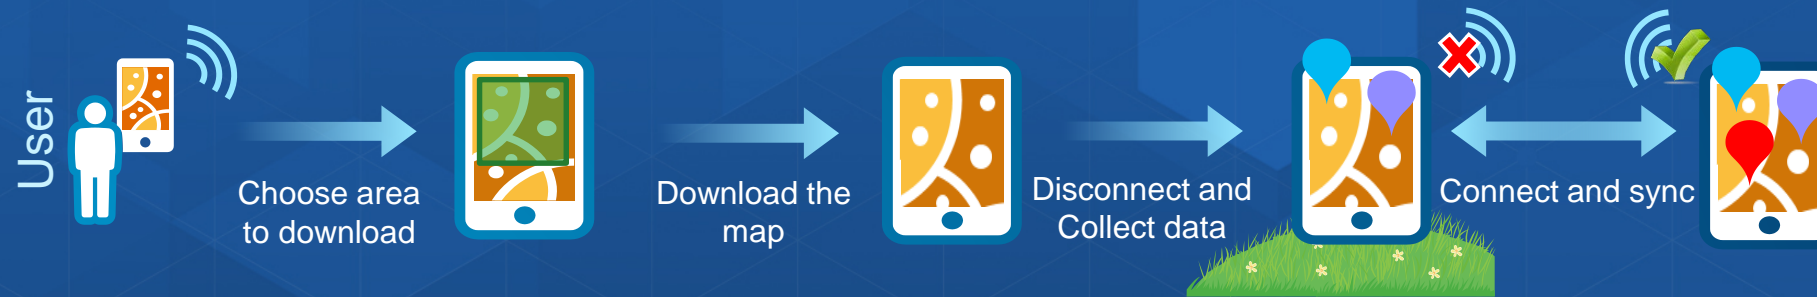 User
Choose area
to download
Download the
map
Disconnect and
Collect data
Connect and sync